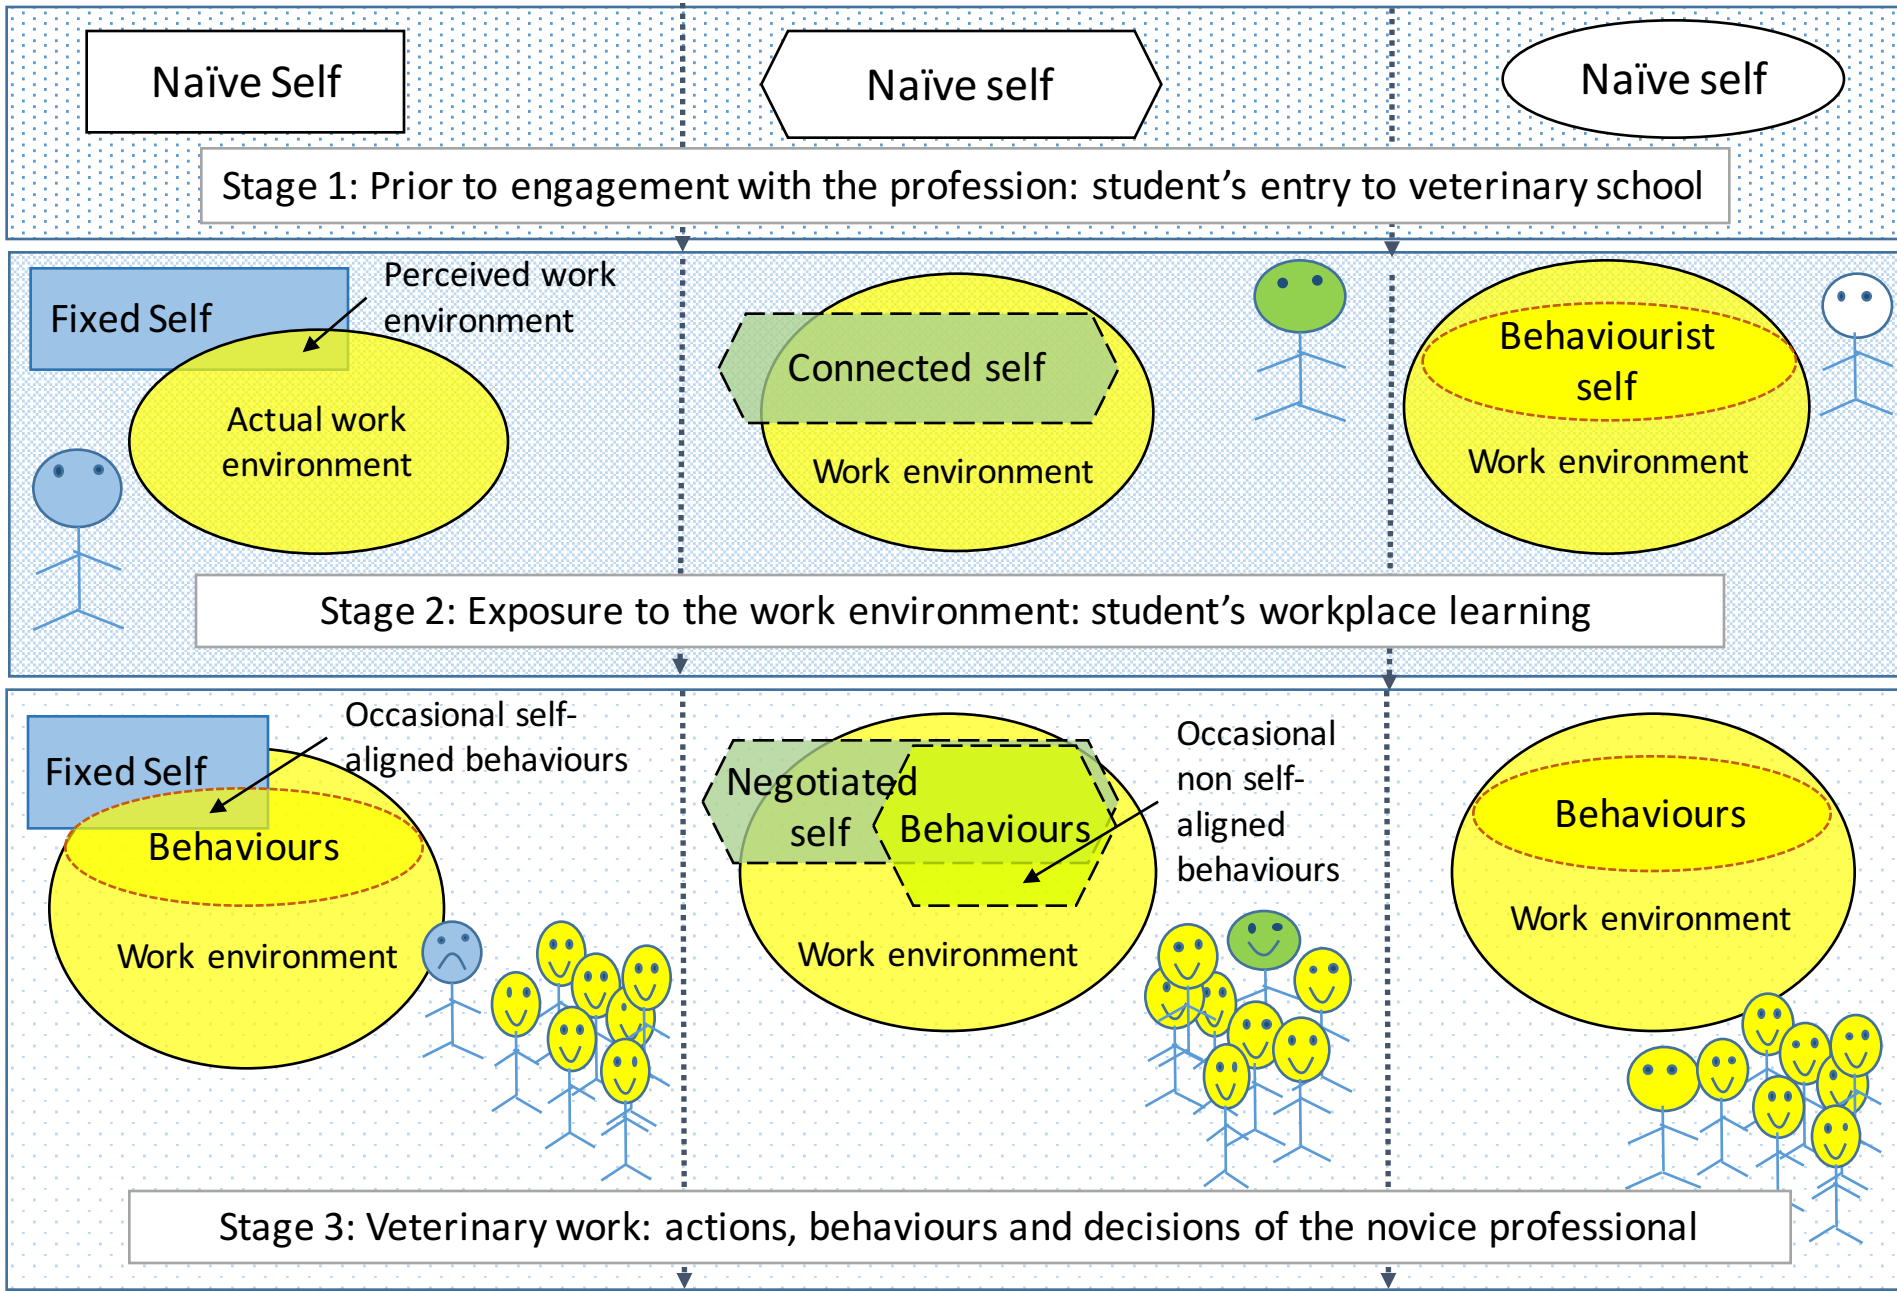 Naïve Self
Naïve self
Naïve self
Stage 1: Prior to engagement with the profession: student's entry to veterinary school
Fixed Self
Perceived work
environment
Actual work
environment
Connected self
Work environment
Behaviourist
self
Work environment
Stage 2: Exposure to the work environment: student's workplace learning
Fixed Self
Occasional self-
aligned behaviours
Behaviours
Work environment
Negotiated
self
Behaviours
Occasional
non self-
aligned
behaviours
Work environment
Behaviours
Work environment
Stage 3: Veterinary work: actions, behaviours and decisions of the novice professional